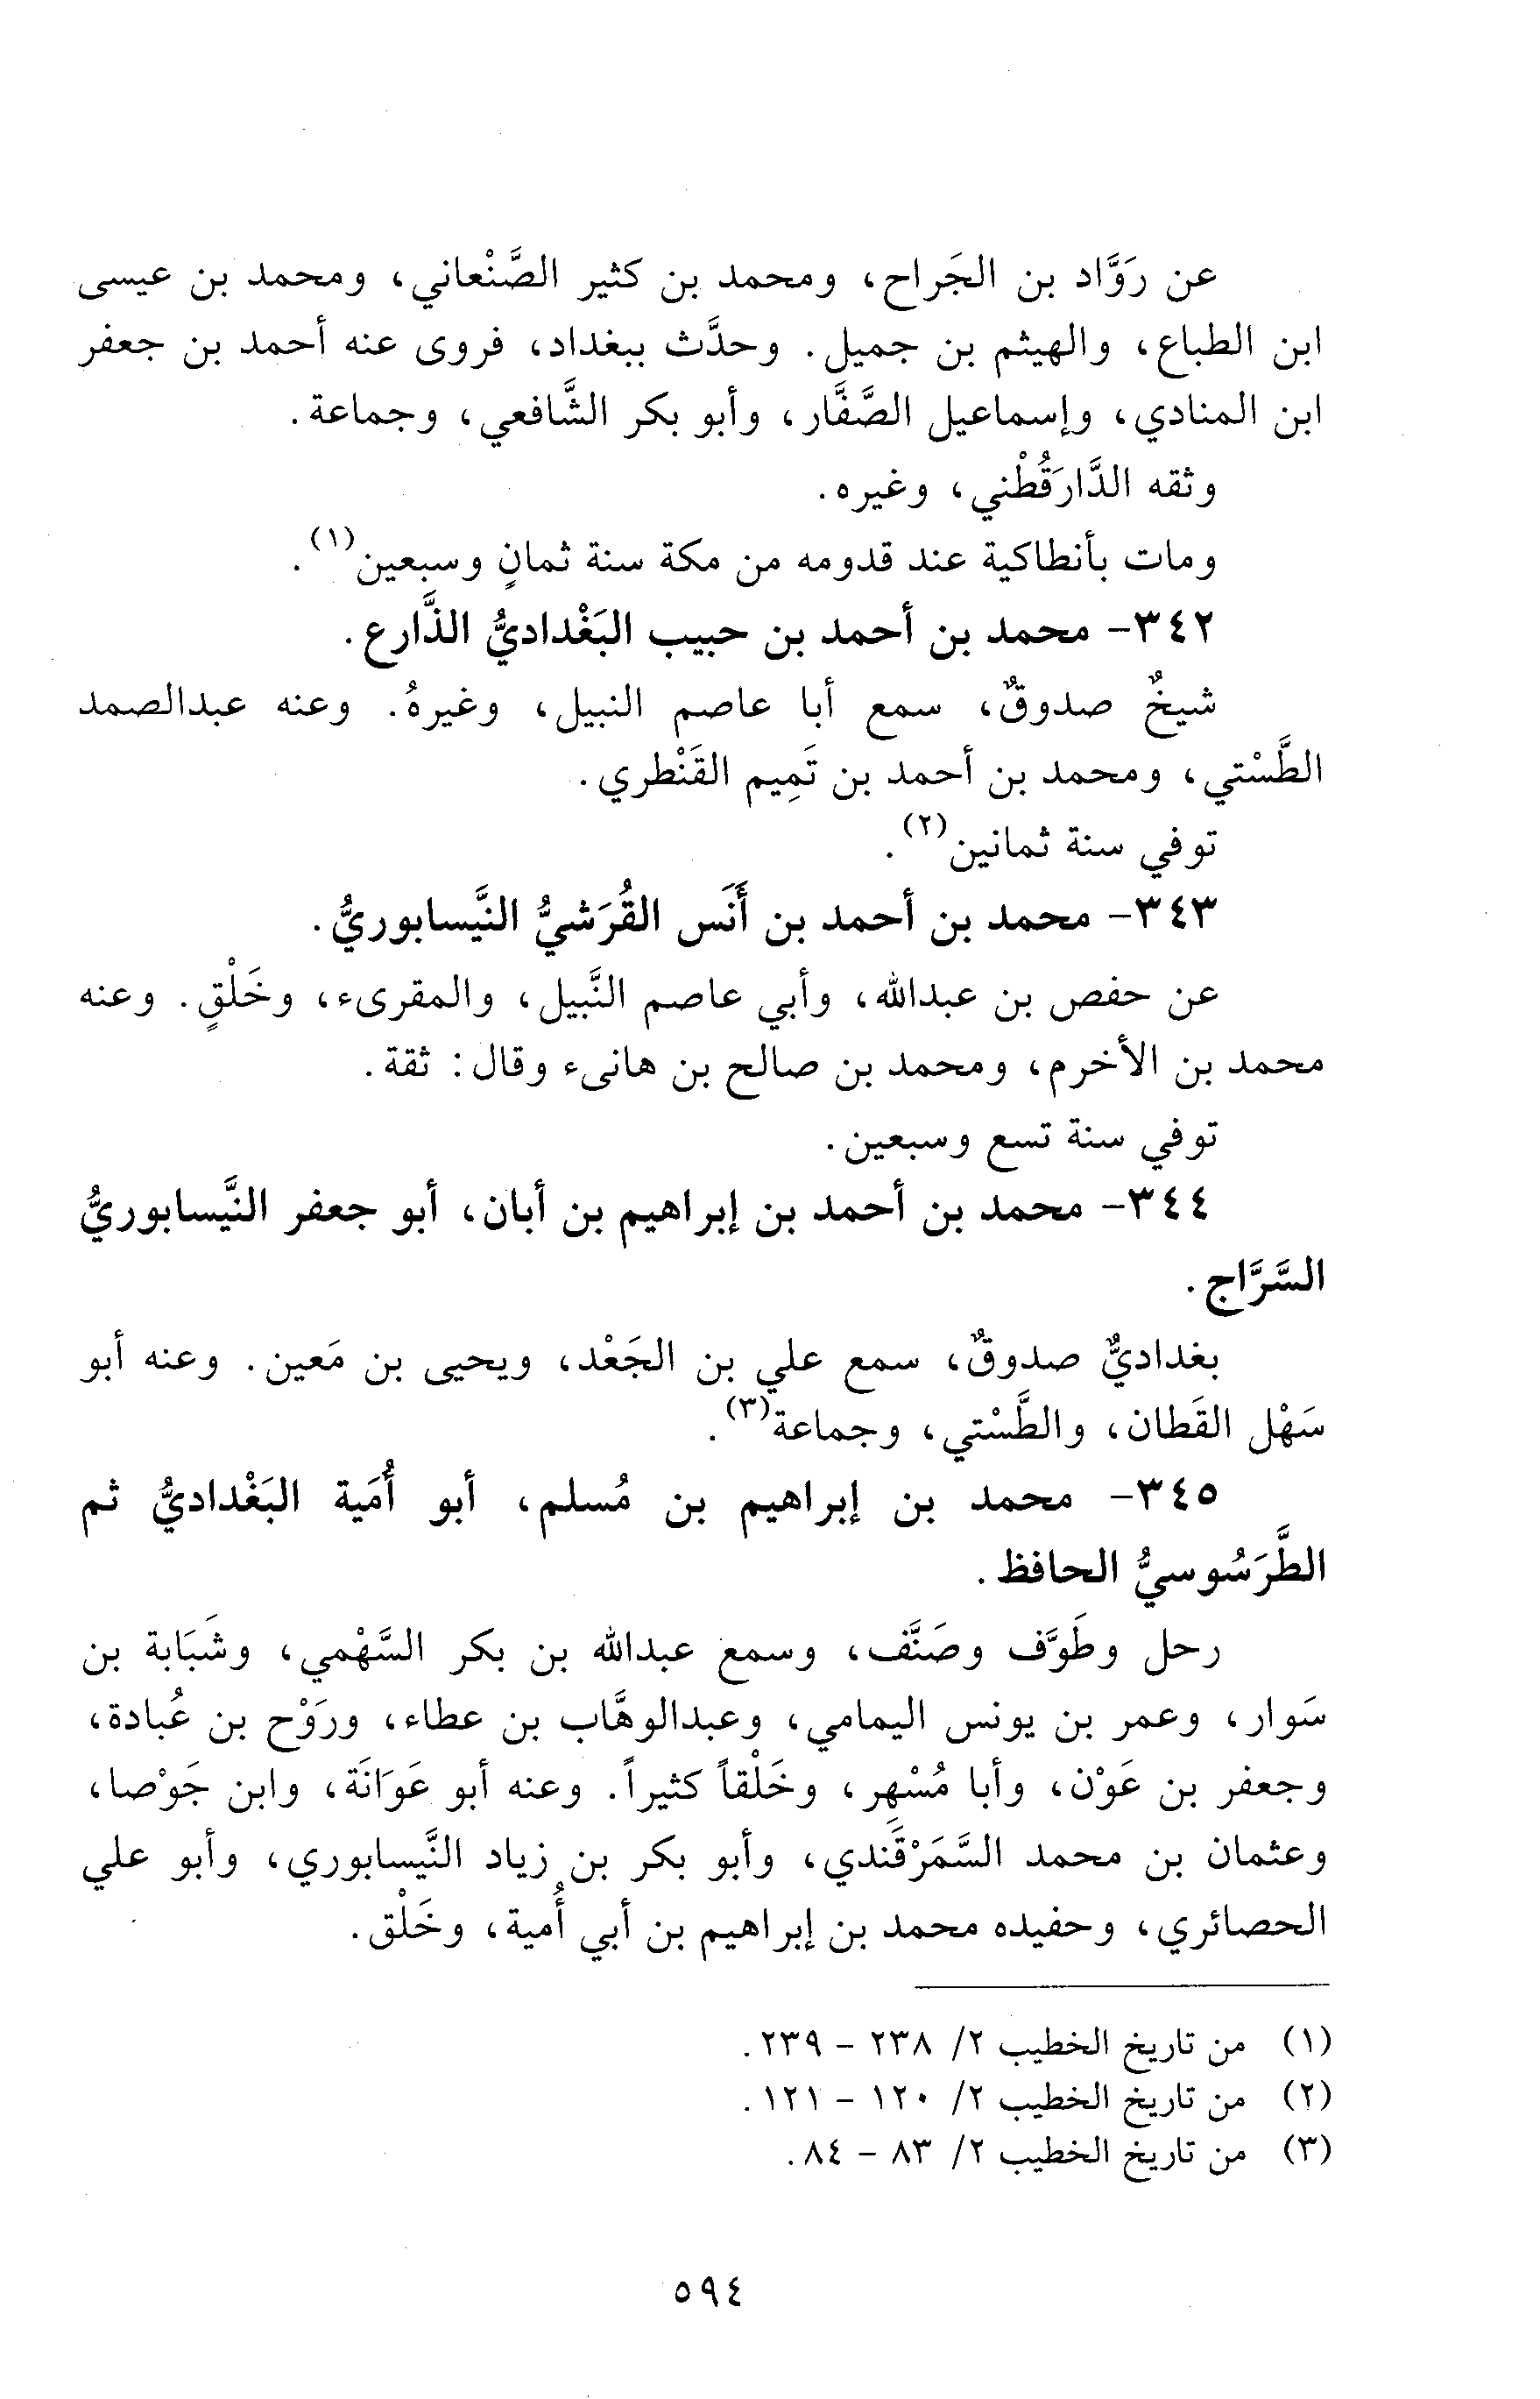 عن رَوَّاد بن الجَراح، ومحمد بن كثير الصَّنْعاني، ومحمد بن عيسى
ابن الطباع، والهيثم بن جميل. وحدَّث ببغداد، فروى عنه أحمد بن جعفر
ابن المنادي، وإسماعيل الصَّفَّار، وأبو بكر الشَّافعي، وجماعة.
وثقه الدَّارَقُطْني، وغيره.
ومات بأنطاكية عند قدومه من مكة سنة ثمانٍ وسبعين(١).
٣٤٢- محمد بن أحمد بن حبيب البَغْداديُّ الذَّارع.
شيخٌ صدوقٌ، سمع أبا عاصم النبيل، وغيرهُ. وعنه عبدالصمد
الطَّسْتي، ومحمد بن أحمد بن تَمِيم القَنْطري.
توفي سنة ثمانين(٢).
٣٤٣- محمد بن أحمد بن أَنَس القُرَشيُّ النَّيسابوريُّ.
عن حفص بن عبدالله، وأبي عاصم النَّبيل، والمقرىء، وخَلْقٍ. وعنه
محمد بن الأخرم، ومحمد بن صالح بن هانىء وقال: ثقة.
توفي سنة تسع وسبعين.
٣٤٤- محمد بن أحمد بن إبراهيم بن أبان، أبو جعفر النَّيسابوريُّ
السَّرَّاج.
بغداديٌّ صدوقٌ، سمع علي بن الجَعْد، ويحيى بن مَعين. وعنه أبو
سَهْل القَطان، والطَّسْتي، وجماعة(٣).
٣٤٥- محمد بن إبراهيم بن مُسلم، أبو أُمَية البَغْداديُّ ثم
الطَّرَسُوسيُّ الحافظ.
رحل وطَوَّف وصَنَّف، وسمع عبدالله بن بكر السَّهْمي، وشَبَابة بن
سَوار، وعمر بن يونس اليمامي، وعبدالوهَّاب بن عطاء، ورَوْح بن عُبادة،
وجعفر بن عَوْن، وأبا مُسْهِر، وخَلْقاً كثيراً. وعنه أبو عَوَانَة، وابن جَوْصا،
وعثمان بن محمد السَّمَرْقَندي، وأبو بكر بن زياد النَّيسابوري، وأبو علي
الحصائري، وحفيده محمد بن إبراهيم بن أبي أُمية، وخَلْق.
(١) من تاريخ الخطيب ٢/ ٢٣٨ - ٢٣٩.
(٢) من تاريخ الخطيب ٢/ ١٢٠ - ١٢١.
(٣) من تاريخ الخطيب ٢/ ٨٣ - ٨٤.
٥٩٤